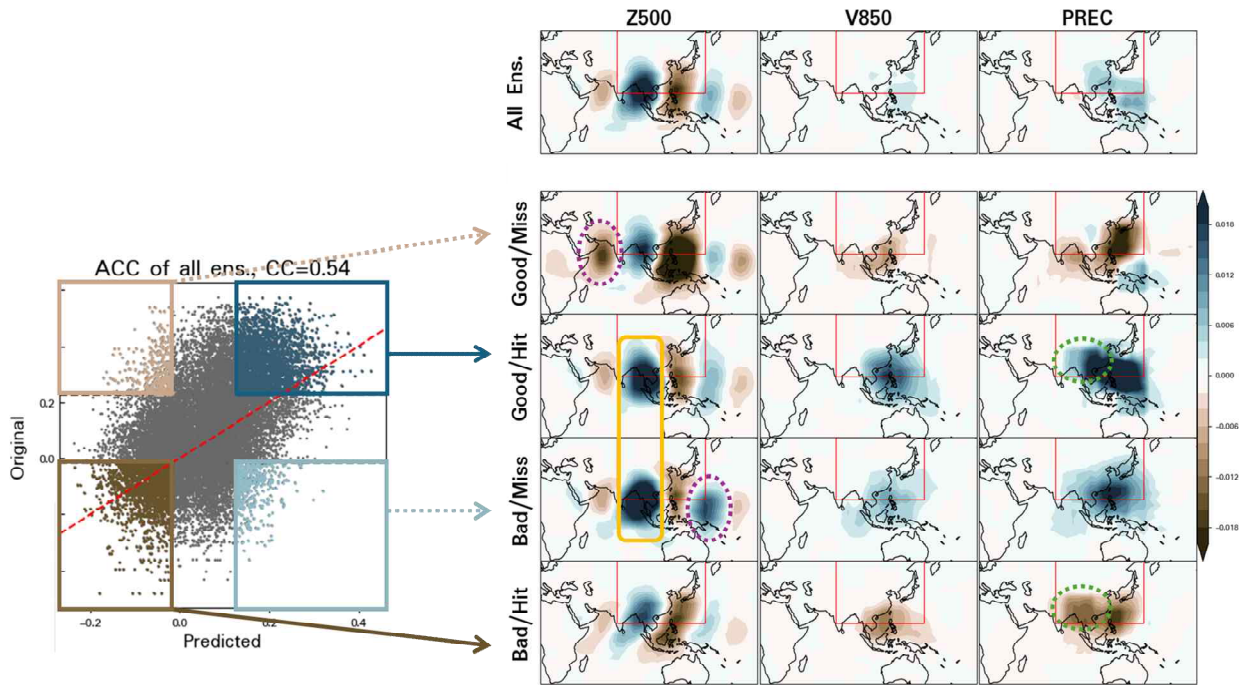 Z500 V850 PREC
All Ens.
Good/Miss
0.018
0.012
0.006
0.000
-0.006
-0.012
-0.018
ACC of all ens., CC=0.54
Good/Hit
Original
0.2
0.0
Bad/Miss
-0.2 0.0 0.2 0.4
Predicted
Bad/Hit